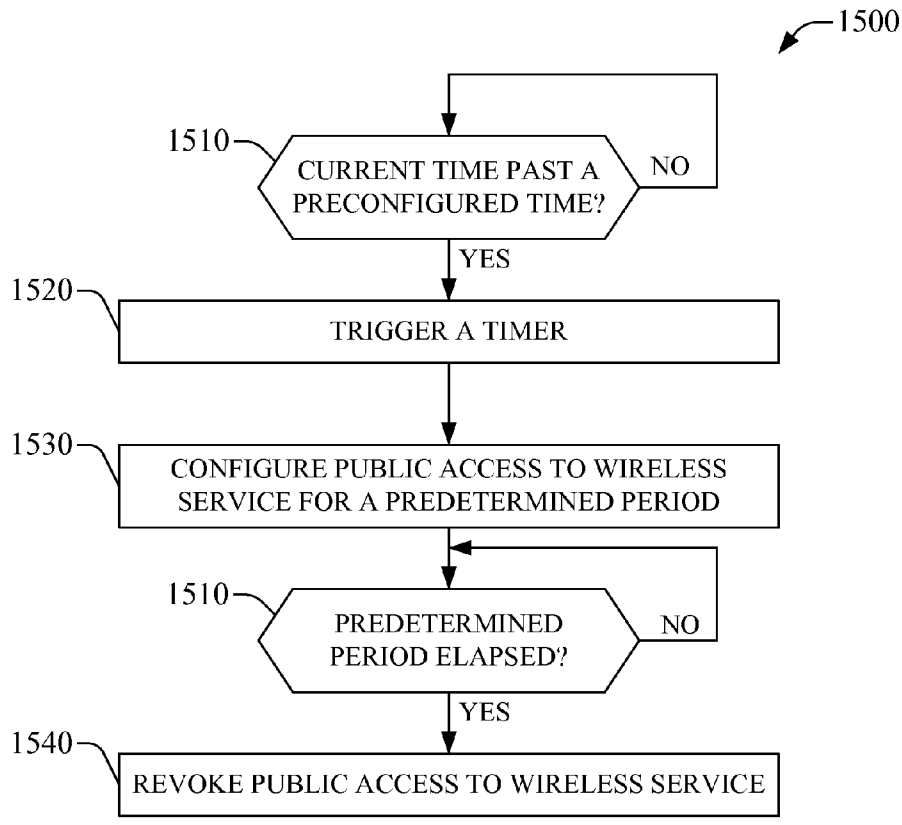 1500
1510
CURRENT TIME PAST A
PRECONFIGURED TIME?
NO
YES
1520
TRIGGER A TIMER
1530
CONFIGURE PUBLIC ACCESS TO WIRELESS
SERVICE FOR A PREDETERMINED PERIOD
1510
PREDETERMINED
PERIOD ELAPSED?
NO
YES
1540
REVOKE PUBLIC ACCESS TO WIRELESS SERVICE